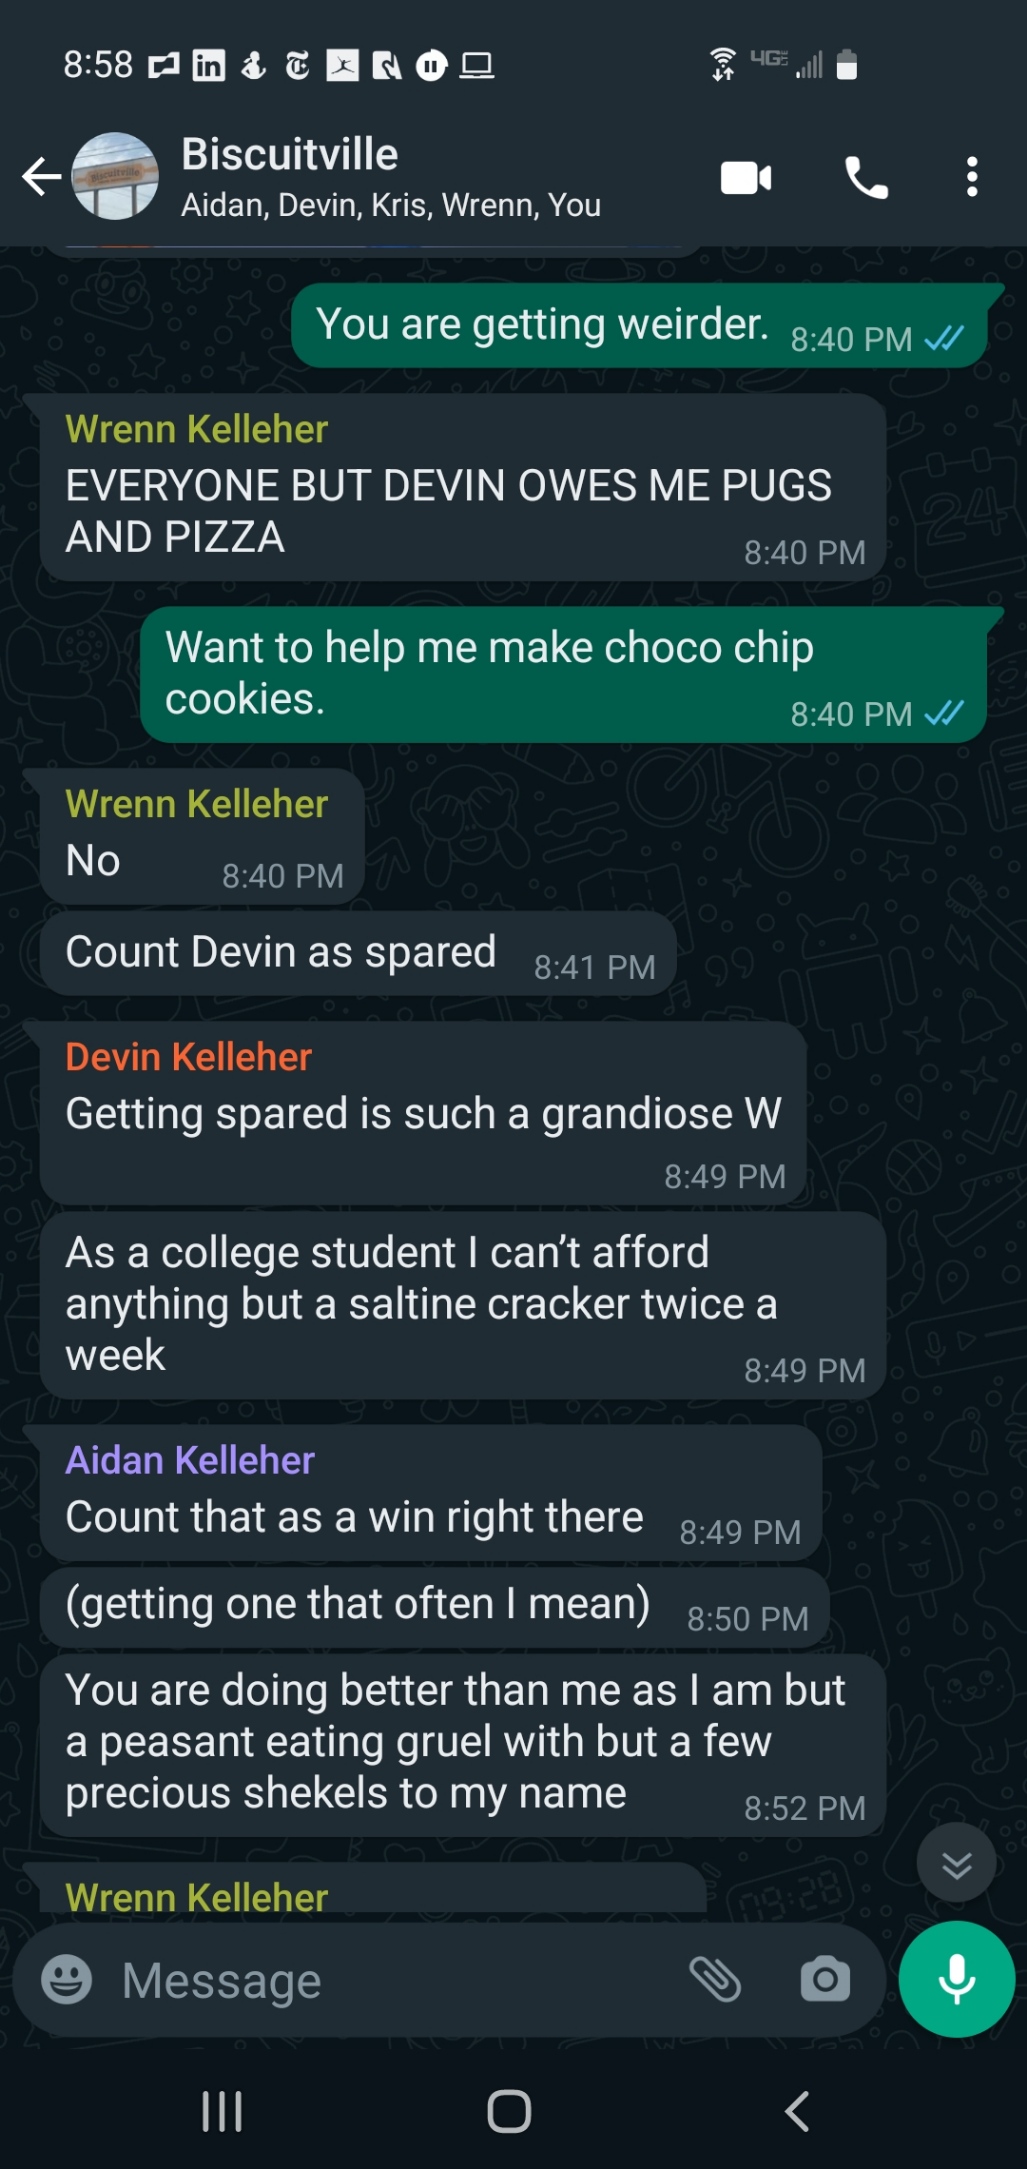 8:58
4GE
Biscuitville
Aidan, Devin, Kris, Wrenn, You
You are getting weirder. 8:40 PM
Wrenn Kelleher
EVERYONE BUT DEVIN OWES ME PUGS
AND PIZZA
8:40 PM
Want to help me make choco chip
cookies.
8:40 PM
Wrenn Kelleher
No 8:40 PM
Count Devin as spared 8:41 PM
Devin Kelleher
Getting spared is such a grandiose W
8:49 PM
As a college student I can’t afford
anything but a saltine cracker twice a
week
8:49 PM
Aidan Kelleher
Count that as a win right there 8:49 PM
(getting one that often I mean) 8:50 PM
You are doing better than me as I am but
a peasant eating gruel with but a few
precious shekels to my name
8:52 PM
Wrenn Kelleher
Message